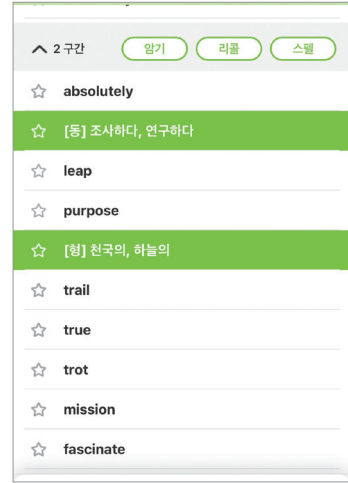 2 구간 암기 리콜 스펠
absolutely
[동] 조사하다, 연구하다
leap
purpose
[형] 천국의, 하늘의
trail
true
trot
mission
fascinate